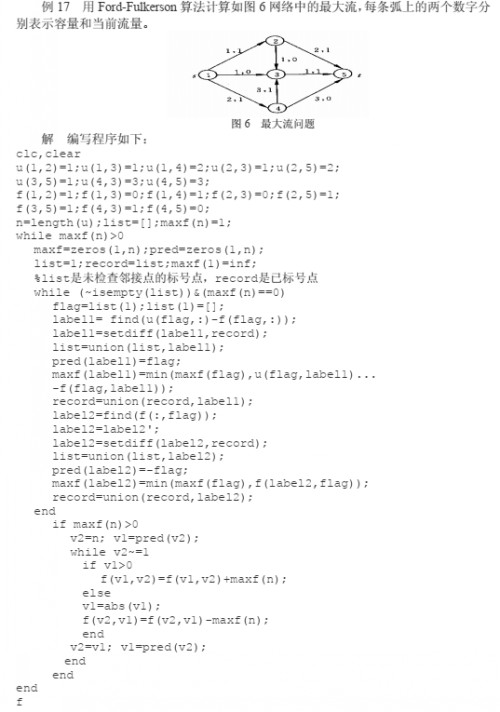 例 17 用 Ford-Fulkerson 算法计算如图 6 网络中的最大流,每条弧上的两个数字分
别表示容量和当前流量。
2
1.1
2.1
1.0
s
1
1.0
3
1.1
5
t
3.1
2.1
3.0
4
图 6 最大流问题
解 编写程序如下:
clc,clear
u(1,2)=1;u(1,3)=1;u(1,4)=2;u(2,3)=1;u(2,5)=2;
u(3,5)=1;u(4,3)=3;u(4,5)=3;
f(1,2)=1;f(1,3)=0;f(1,4)=1;f(2,3)=0;f(2,5)=1;
f(3,5)=1;f(4,3)=1;f(4,5)=0;
n=length(u);list=[];maxf(n)=1;
while maxf(n)>0
maxf=zeros(1,n);pred=zeros(1,n);
list=1;record=list;maxf(1)=inf;
%list是未检查邻接点的标号点，record是已标号点
while (~isempty(list))&(maxf(n)==0)
flag=list(1);list(1)=[];
label1= find(u(flag,:)-f(flag,:));
label1=setdiff(label1,record);
list=union(list,label1);
pred(label1)=flag;
maxf(label1)=min(maxf(flag),u(flag,label1)...
-f(flag,label1));
record=union(record,label1);
label2=find(f(:,flag));
label2=label2';
label2=setdiff(label2,record);
list=union(list,label2);
pred(label2)=-flag;
maxf(label2)=min(maxf(flag),f(label2,flag));
record=union(record,label2);
end
if maxf(n)>0
v2=n; v1=pred(v2);
while v2~=1
if v1>0
f(v1,v2)=f(v1,v2)+maxf(n);
else
v1=abs(v1);
f(v2,v1)=f(v2,v1)-maxf(n);
end
v2=v1; v1=pred(v2);
end
end
end
f